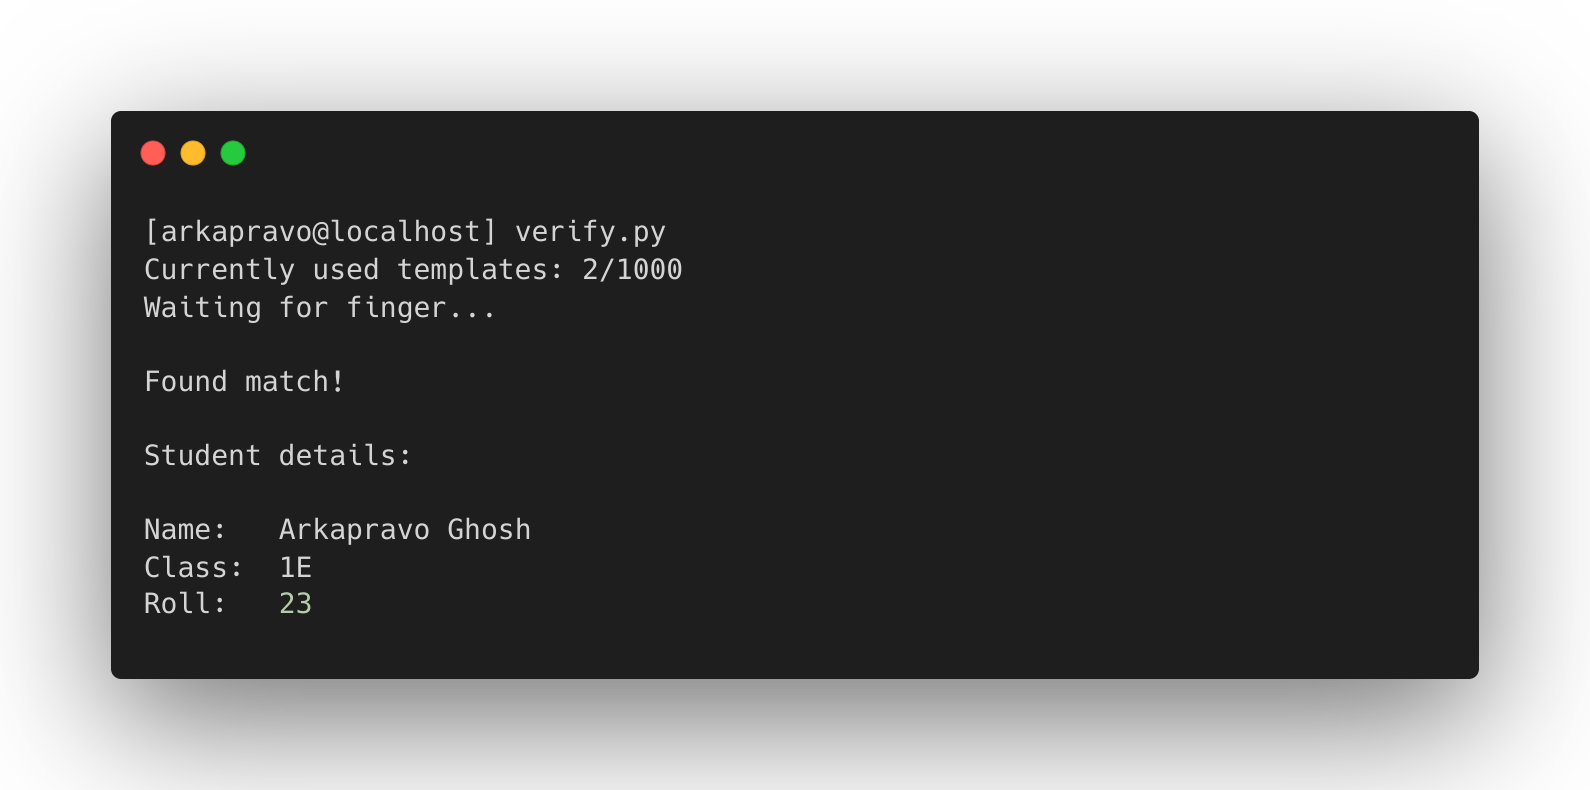 [arkapravo@localhost] verify.py
Currently used templates: 2/1000
Waiting for finger...
Found match!
Student details:
Name:   Arkapravo Ghosh
Class:  1E
Roll:   23